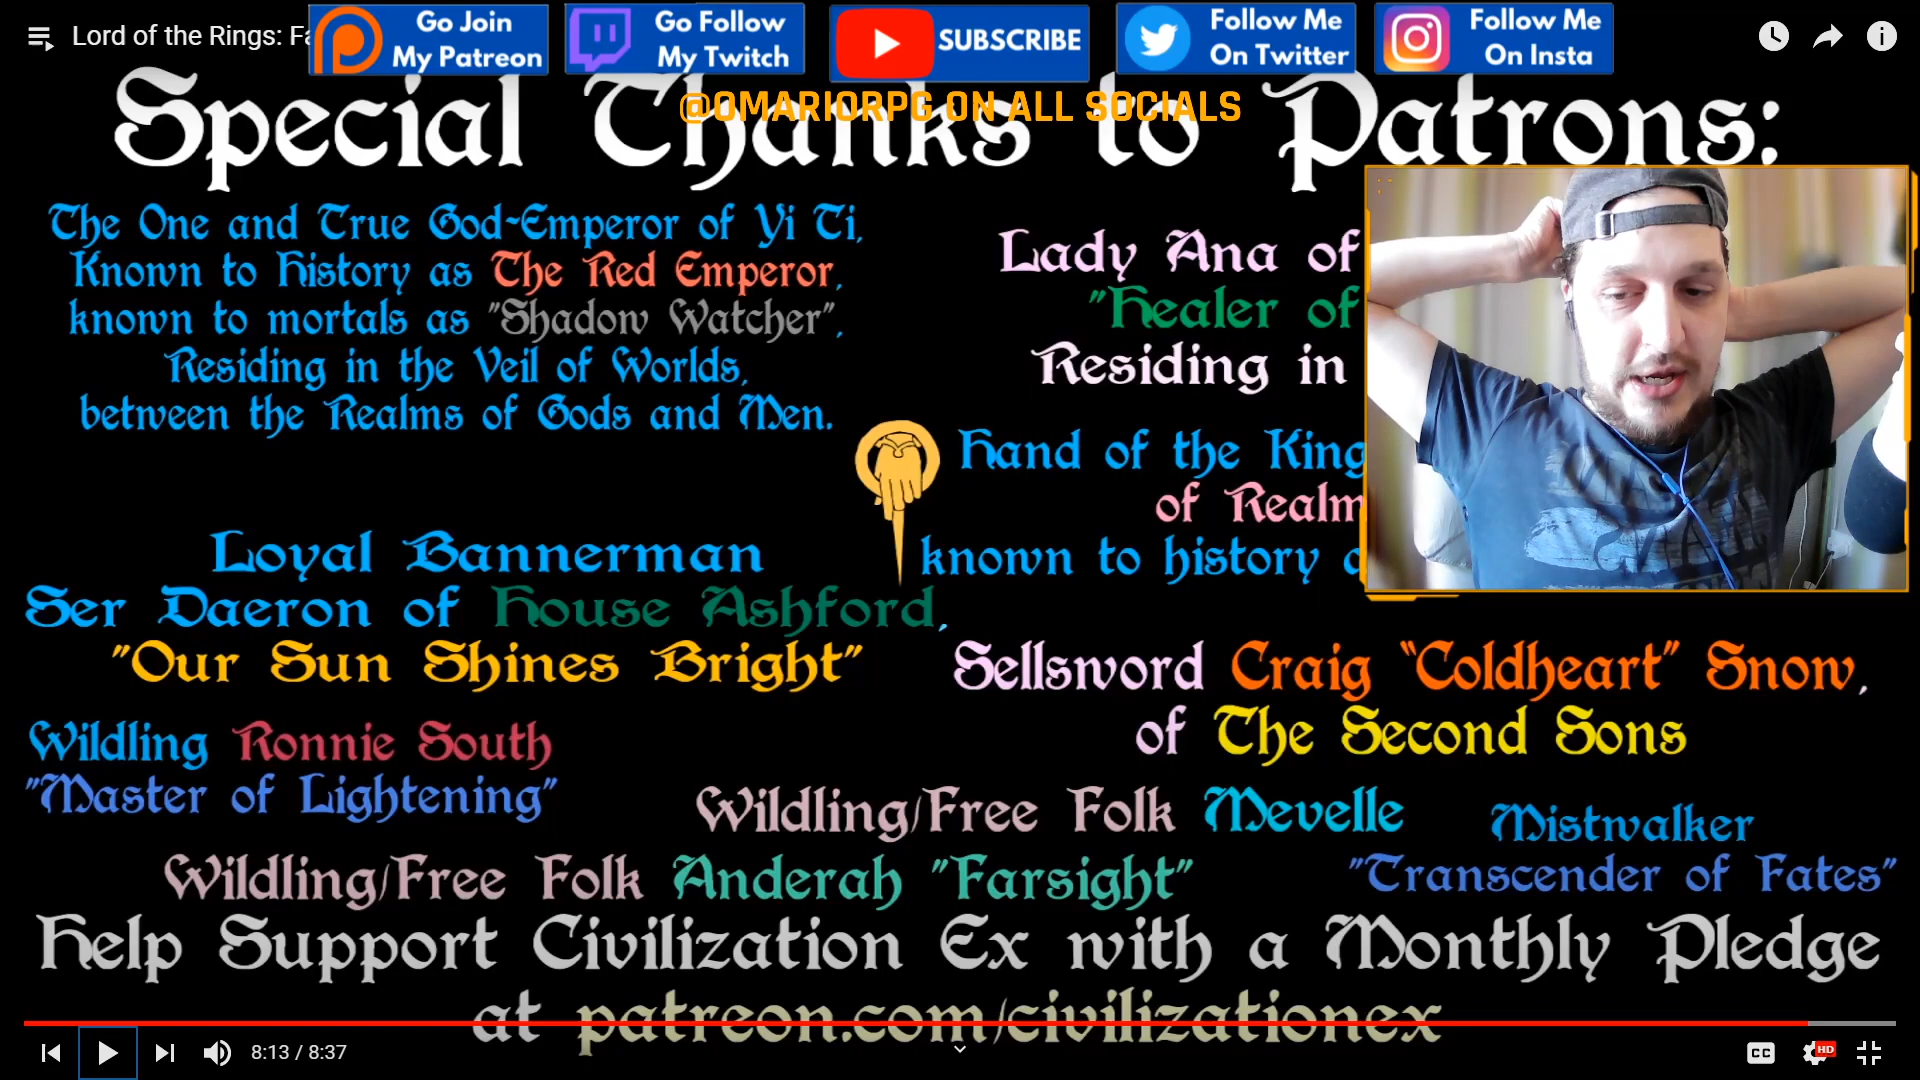 Lord of the Rings: Fa
Go Join
My Patreon
Go Follow
My Twitch
SUBSCRIBE
Follow Me
On Twitter
Follow Me
On Insta
@OMARIORPG ON ALL SOCIALS
Special Thanks to Patrons:
The One and True God-Emperor of Yi Ti,
Known to History as The Red Emperor,
known to mortals as "Shadow Watcher",
Residing in the Veil of Worlds,
between the Realms of Gods and Men.
Lady Ana of
"Healer of
Residing in
Hand of the King
of Realm
known to history
Loyal Bannerman
Ser Daeron of House Ashford,
"Our Sun Shines Bright"
Sellsword Craig "Coldheart" Snow,
of The Second Sons
Wildling Ronnie South
"Master of Lightening"
Wildling/Free Folk Mevelle
Mistwalker
"Transcender of Fates"
Wildling/Free Folk Anderah "Farsight"
Help Support Civilization Ex with a Monthly Pledge
at patreon.com/civilizationex
8:13 / 8:37
CC
HD